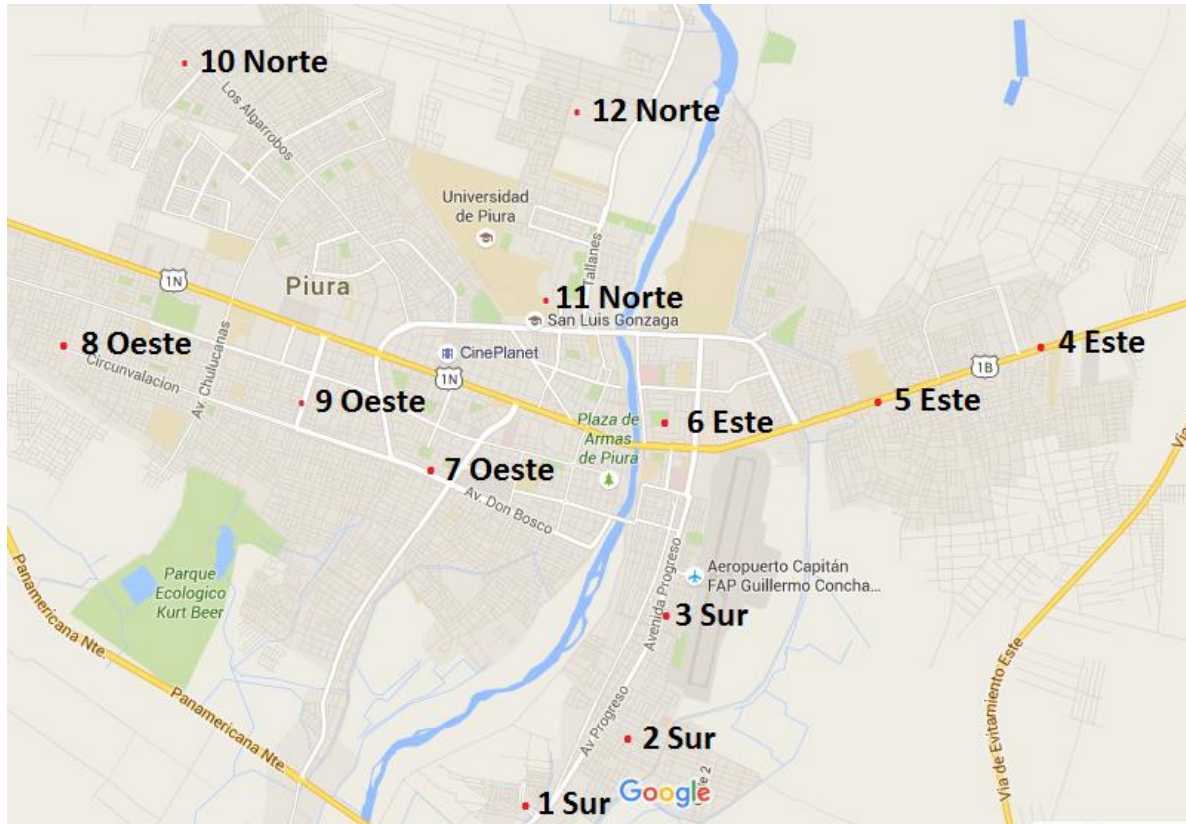 10 Norte
12 Norte
Los Algarrobos
Universidad
de Piura
Tallanes
1N
Piura
11 Norte
San Luis Gonzaga
8 Oeste
Circunvalacion
Av. Chulucanas
CinePlanet
1N
4 Este
1B
9 Oeste
5 Este
Plaza de
Armas
de Piura
6 Este
7 Oeste
Av. Don Bosco
Parque
Ecologico
Kurt Beer
Avenida Progreso
Aeropuerto Capitán
FAP Guillermo Concha...
3 Sur
Panamericana Nte.
Panamericana Nte.
Av Progreso
2 Sur
Via de Evitamiento Este
Google
1 Sur